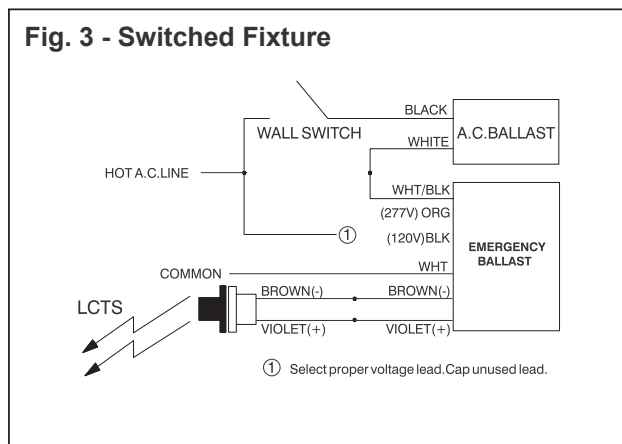 Fig. 3 - Switched Fixture
BLACK
A.C.BALLAST
WALL SWITCH
WHITE
HOT A.C.LINE
WHT/BLK
(277V) ORG
①
(120V)BLK
EMERGENCY
BALLAST
WHT
COMMON
BROWN(-)
BROWN(-)
LCTS
VIOLET(+)
VIOLET(+)
① Select proper voltage lead.Cap unused lead.